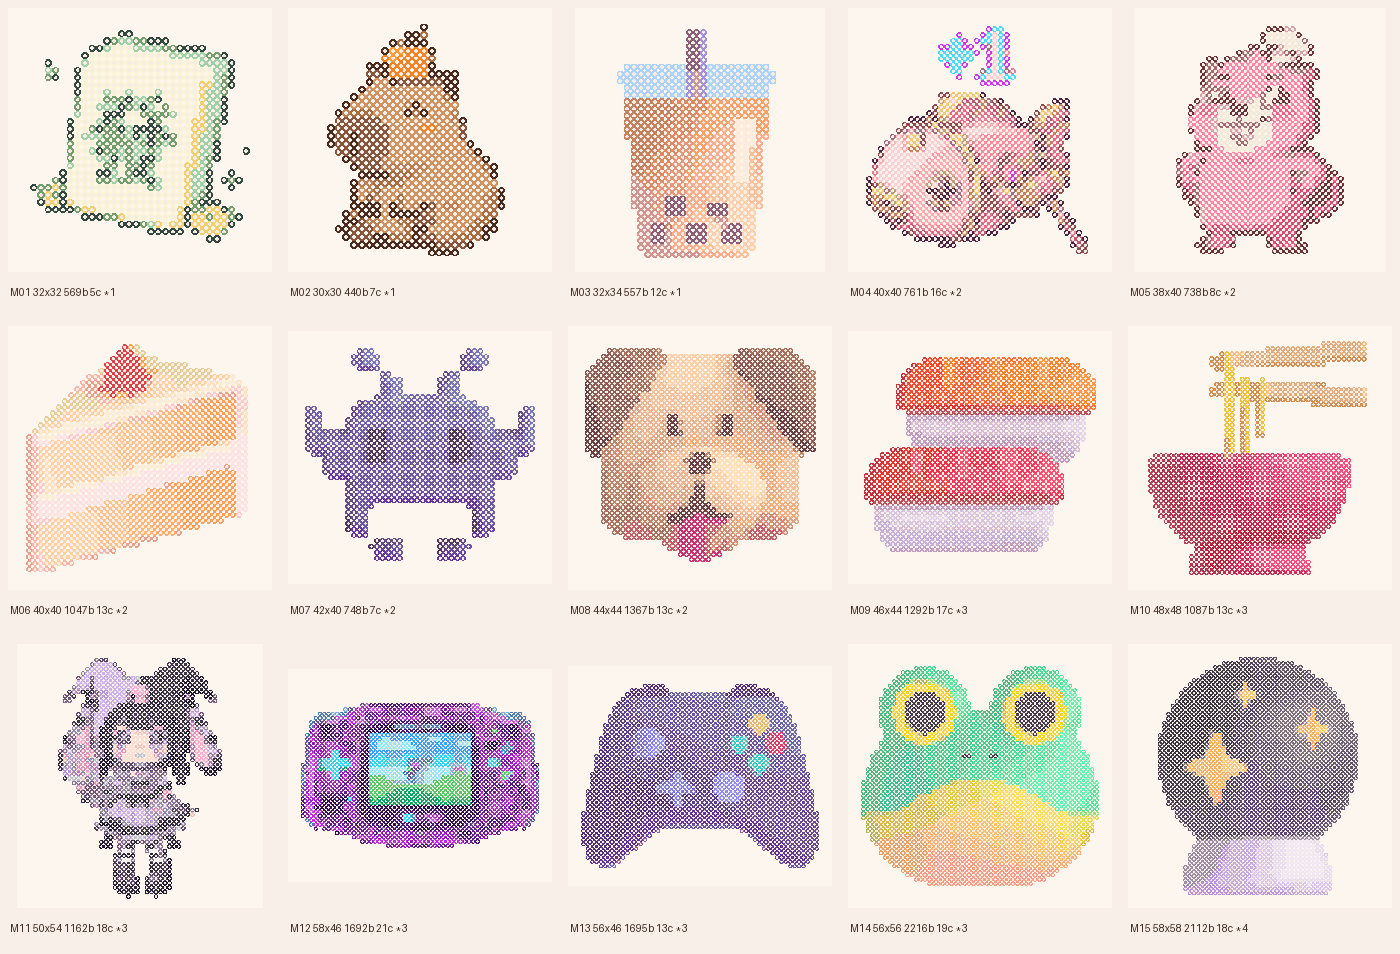 +1
M01 32x32 569b 5c ★1
M02 30x30 440b 7c ★1
M03 32x34 557b 12c ★1
M04 40x40 761b 16c ★2
M05 38x40 738b 8c ★2
M06 40x40 1047b 13c ★2
M07 42x40 748b 7c ★2
M08 44x44 1367b 13c ★2
M09 46x44 1292b 17c ★3
M10 48x48 1087b 13c ★3
M11 50x54 1162b 18c ★3
M12 58x46 1692b 21c ★3
M13 56x46 1695b 13c ★3
M14 56x56 2216b 19c ★3
M15 58x58 2112b 18c ★4